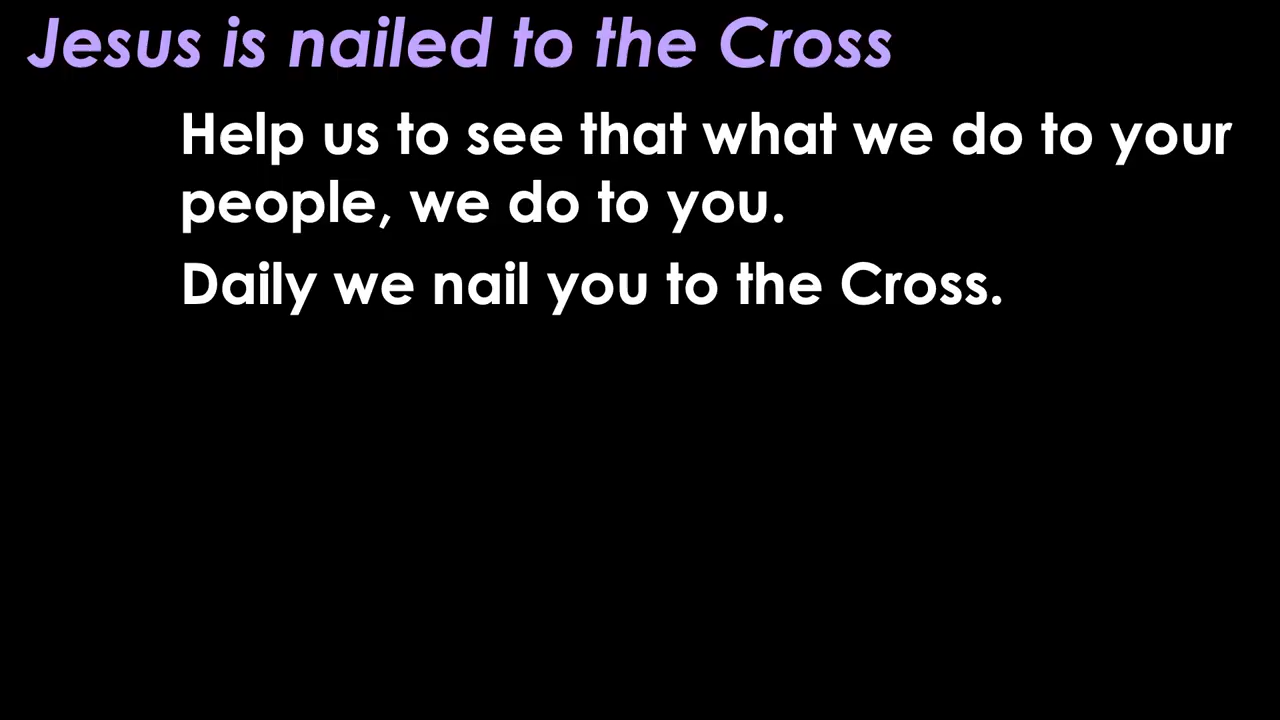 Jesus is nailed to the Cross
Help us to see that what we do to your
people, we do to you.
Daily we nail you to the Cross.